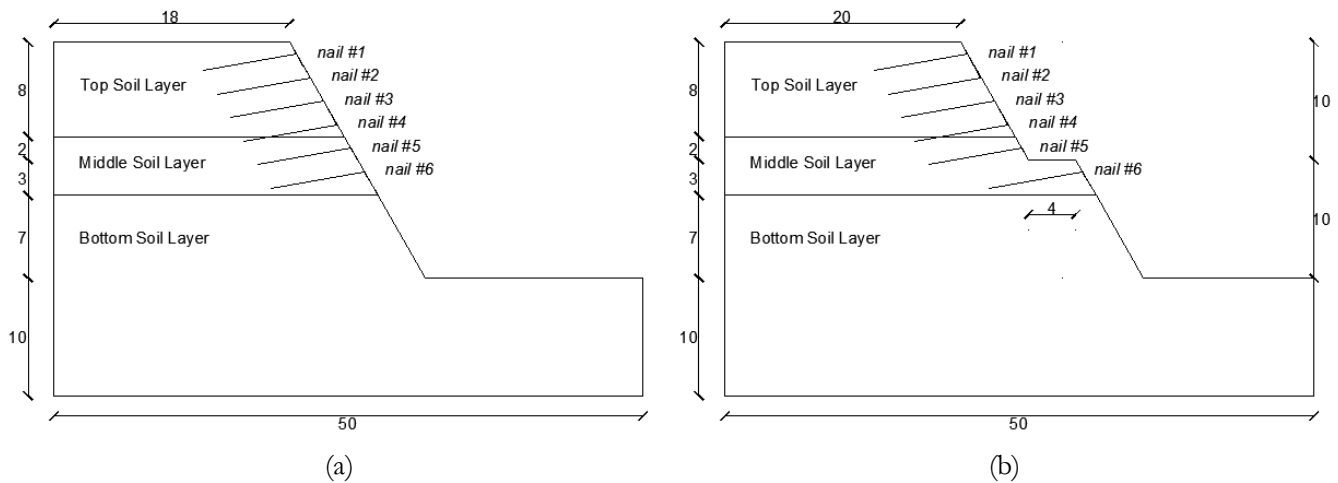 18
nail #1
nail #2
nail #3
nail #4
nail #5
nail #6
Top Soil Layer
Middle Soil Layer
Bottom Soil Layer
8
2
3
7
10
50
(a)
20
nail #1
nail #2
nail #3
nail #4
nail #5
nail #6
Top Soil Layer
Middle Soil Layer
Bottom Soil Layer
8
2
3
7
10
4
10
10
50
(b)